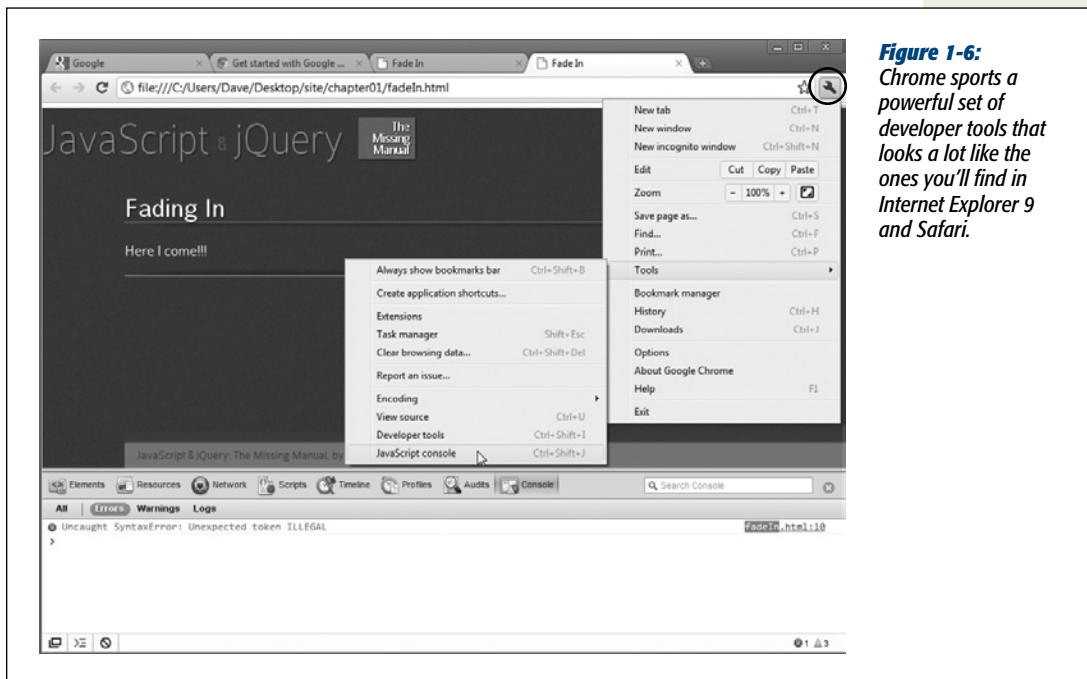 Google
Get started with Google ...
Fade In
Fade In
file:///C:/Users/Dave/Desktop/site/chapter01/fadeIn.html
JavaScript & jQuery
The
Missing
Manual
Fading In
Here I come!!!
JavaScript & jQuery: The Missing Manual, by
New tab Ctrl+T
New window Ctrl+N
New incognito window Ctrl+Shift+N
Edit Cut Copy Paste
Zoom - 100% +
Save page as... Ctrl+S
Find... Ctrl+F
Print... Ctrl+P
Tools
Bookmark manager
History Ctrl+H
Downloads Ctrl+J
Options
About Google Chrome
Help F1
Exit
Always show bookmarks bar Ctrl+Shift+B
Create application shortcuts...
Extensions
Task manager Shift+Esc
Clear browsing data... Ctrl+Shift+Del
Report an issue...
Encoding
View source Ctrl+U
Developer tools Ctrl+Shift+I
JavaScript console Ctrl+Shift+J
Elements Resources Network Scripts Timeline Profiles Audits Console Search Console
All Errors Warnings Logs
Uncaught SyntaxError: Unexpected token ILLEGAL fadeIn.html:10
>
1 3
Figure 1-6:
Chrome sports a
powerful set of
developer tools that
looks a lot like the
ones you'll find in
Internet Explorer 9
and Safari.